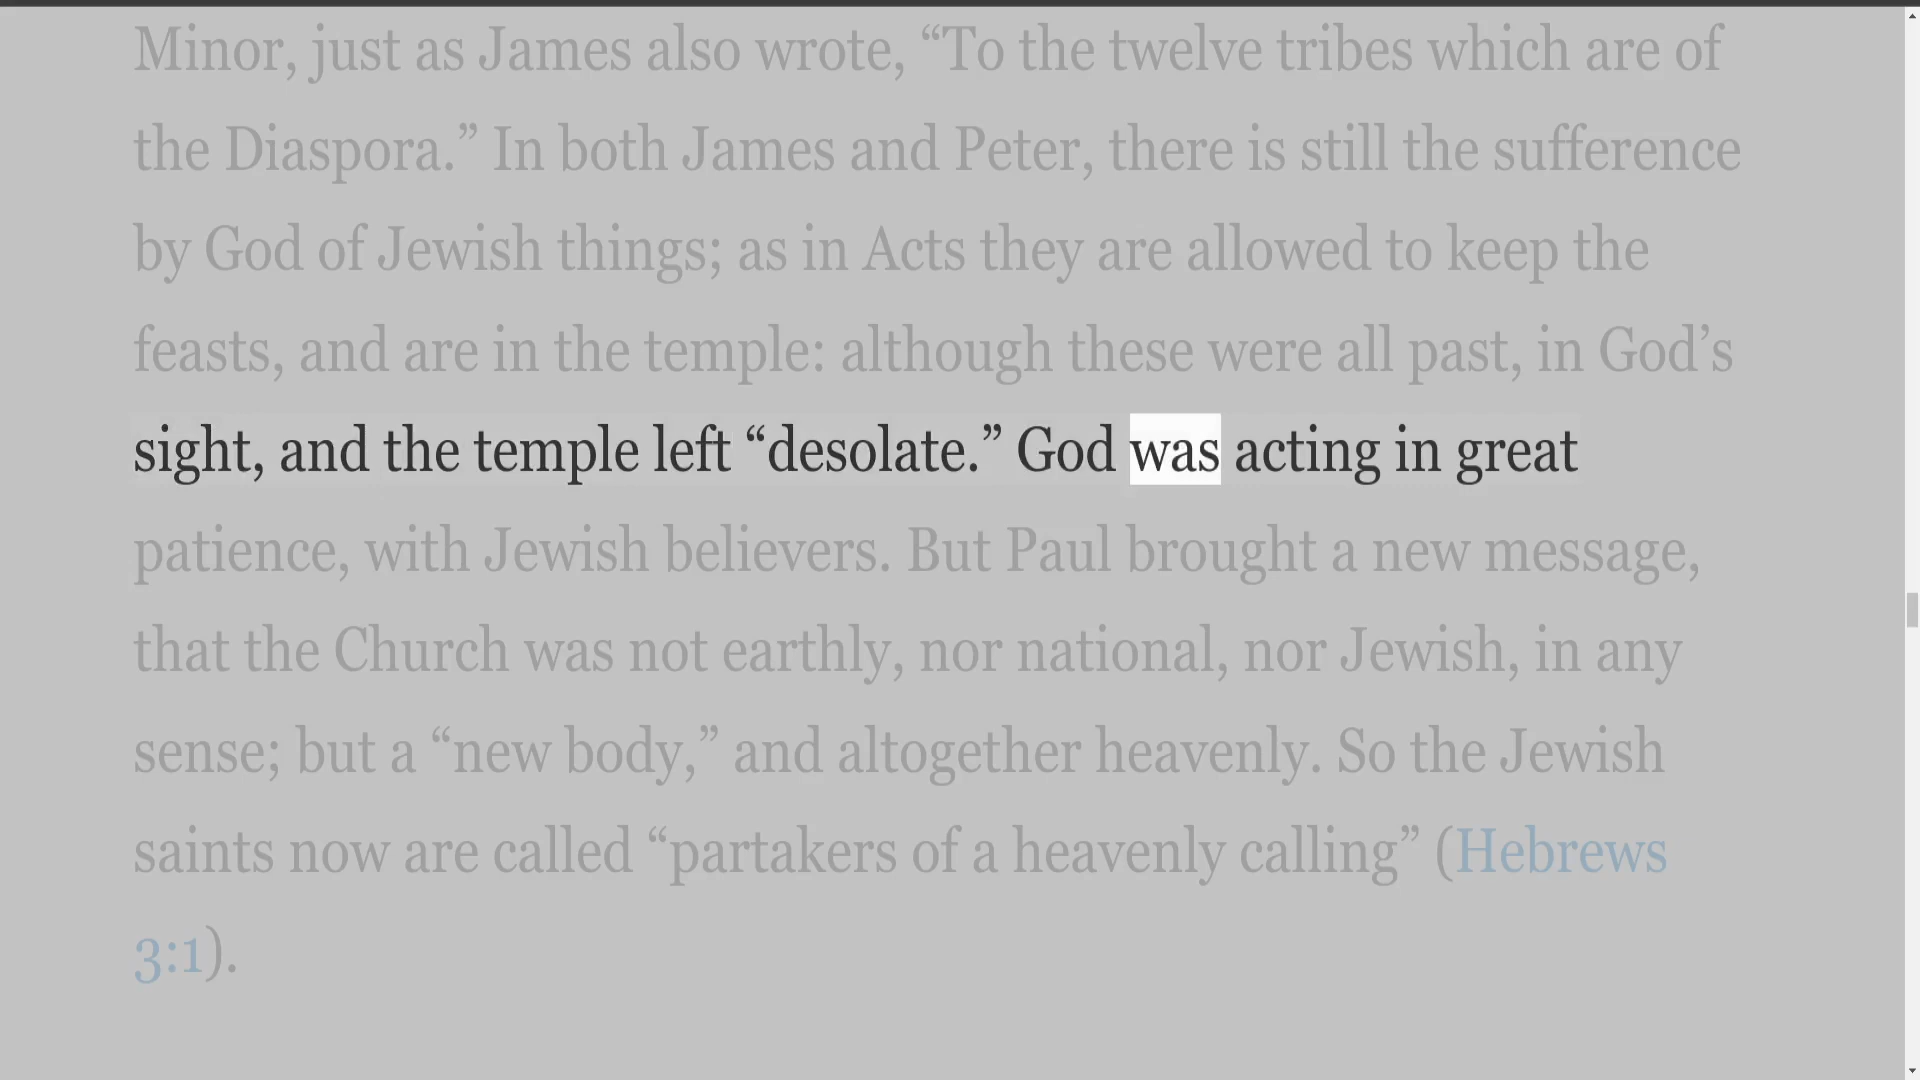 Minor, just as James also wrote, “To the twelve tribes which are of
the Diaspora.” In both James and Peter, there is still the sufference
by God of Jewish things; as in Acts they are allowed to keep the
feasts, and are in the temple: although these were all past, in God’s
sight, and the temple left “desolate.” God was acting in great
patience, with Jewish believers. But Paul brought a new message,
that the Church was not earthly, nor national, nor Jewish, in any
sense; but a “new body,” and altogether heavenly. So the Jewish
saints now are called “partakers of a heavenly calling” (Hebrews
3:1).